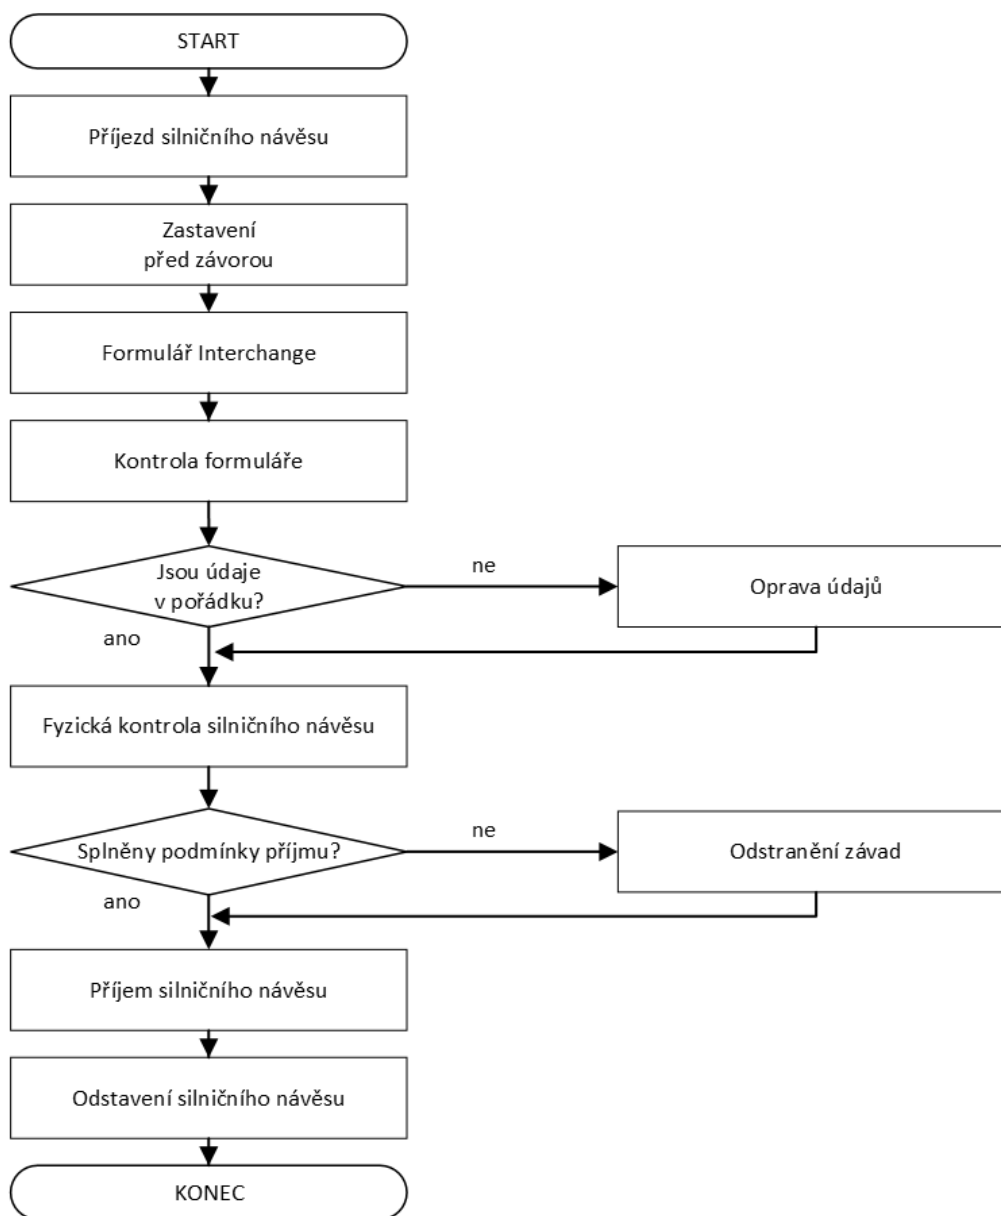 START
Příjezd silničního návěsu
Zastavení
před závorou
Formulář Interchange
Kontrola formuláře
Jsou údaje
v pořádku?
ne
Oprava údajů
ano
Fyzická kontrola silničního návěsu
Splněny podmínky příjmu?
ne
Odstranění závad
ano
Příjem silničního návěsu
Odstavení silničního návěsu
KONEC